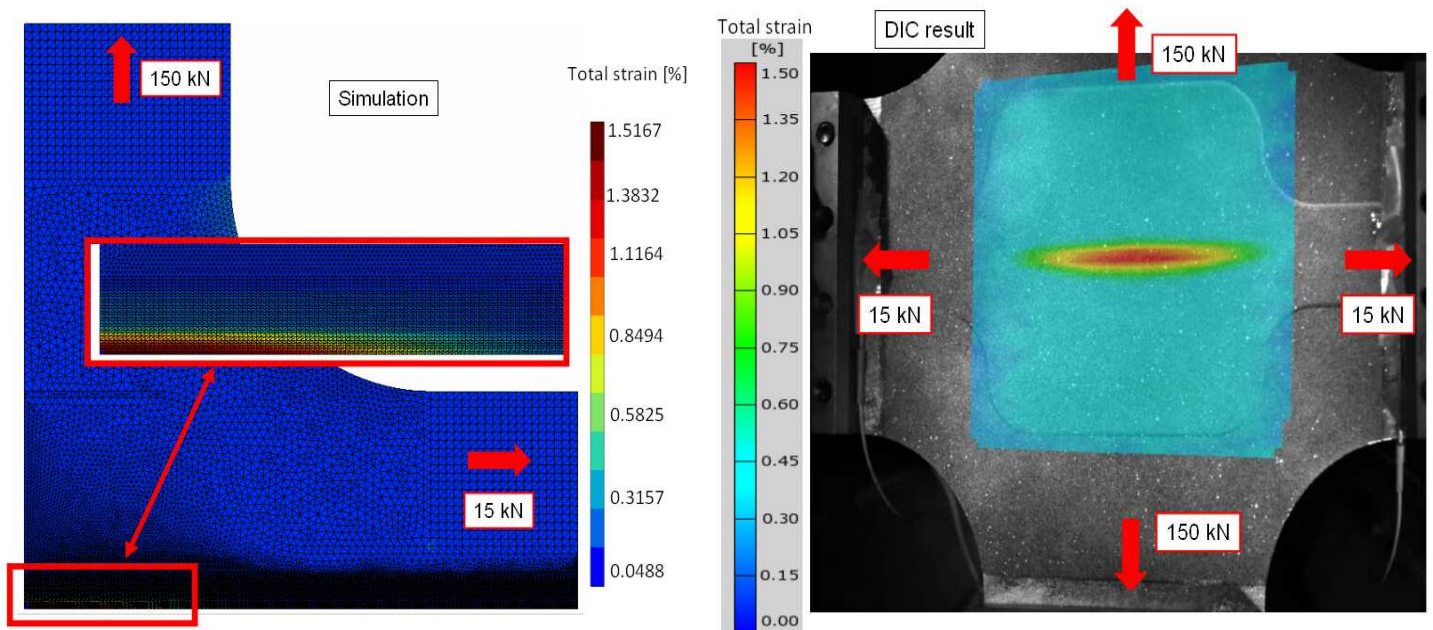 150 kN
Simulation
Total strain [%]
1.5167
1.3832
1.1164
0.8494
0.5825
0.3157
0.0488
15 kN
Total strain
[%]
1.50
1.35
1.20
1.05
0.90
0.75
0.60
0.45
0.30
0.15
0.00
DIC result
150 kN
15 kN
15 kN
150 kN